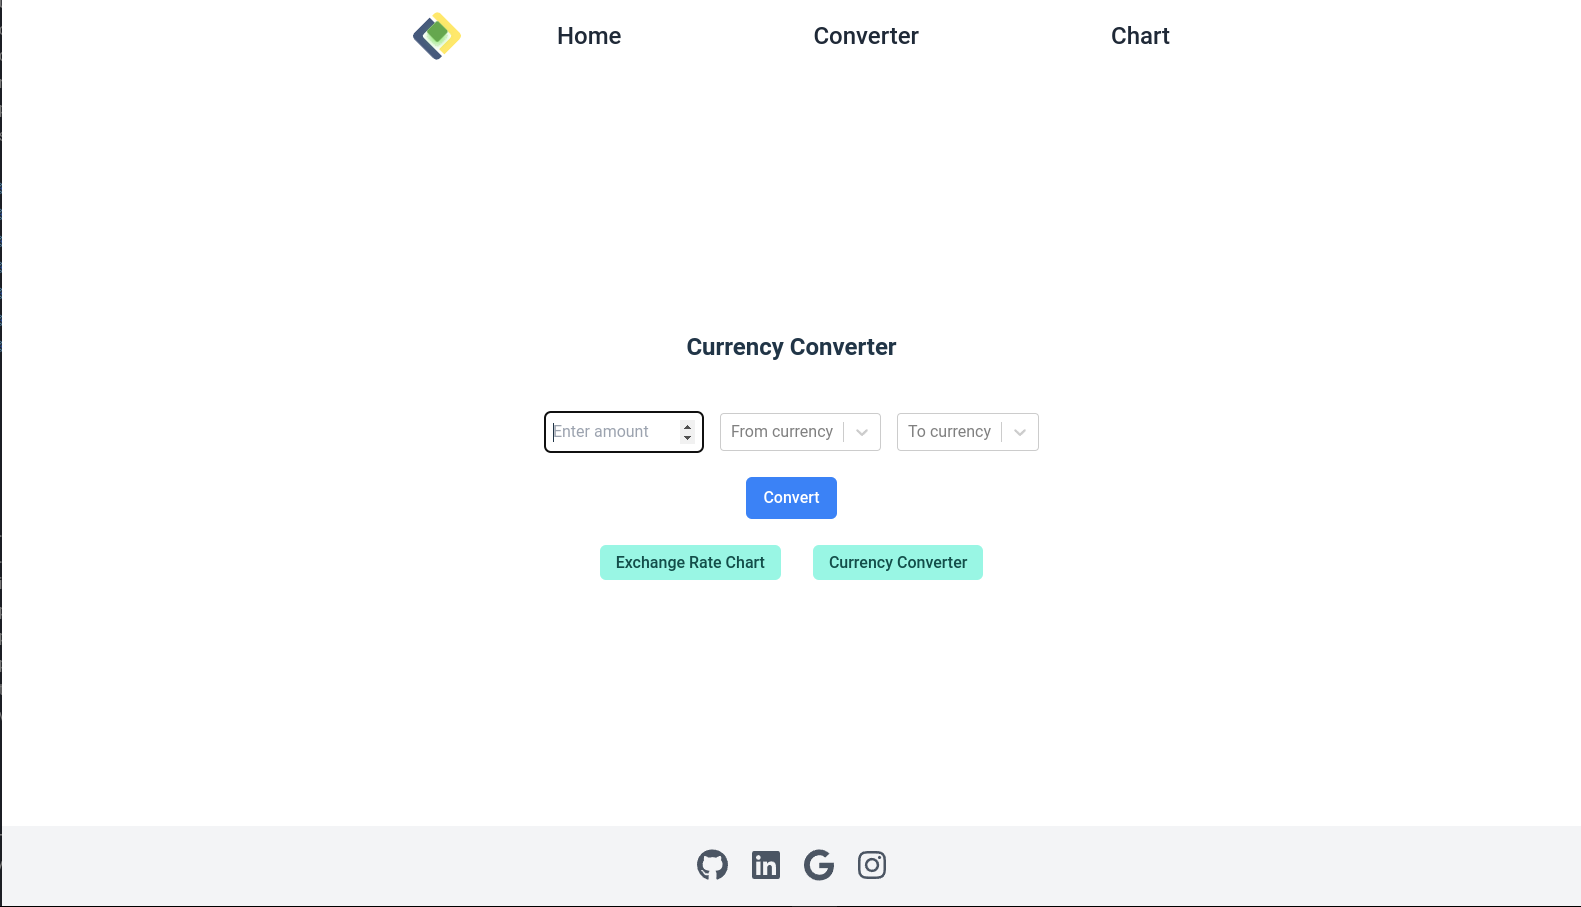 Home Converter Chart
Currency Converter
Enter amount From currency To currency
Convert
Exchange Rate Chart Currency Converter